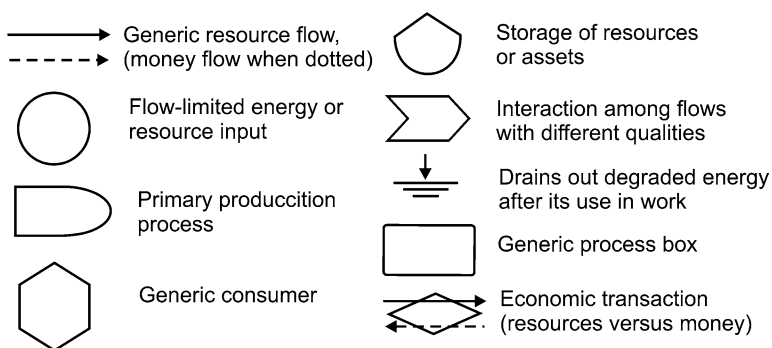 Generic resource flow,
(money flow when dotted)
Flow-limited energy or
resource input
Primary produccition
process
Generic consumer
Storage of resources
or assets
Interaction among flows
with different qualities
Drains out degraded energy
after its use in work
Generic process box
Economic transaction
(resources versus money)